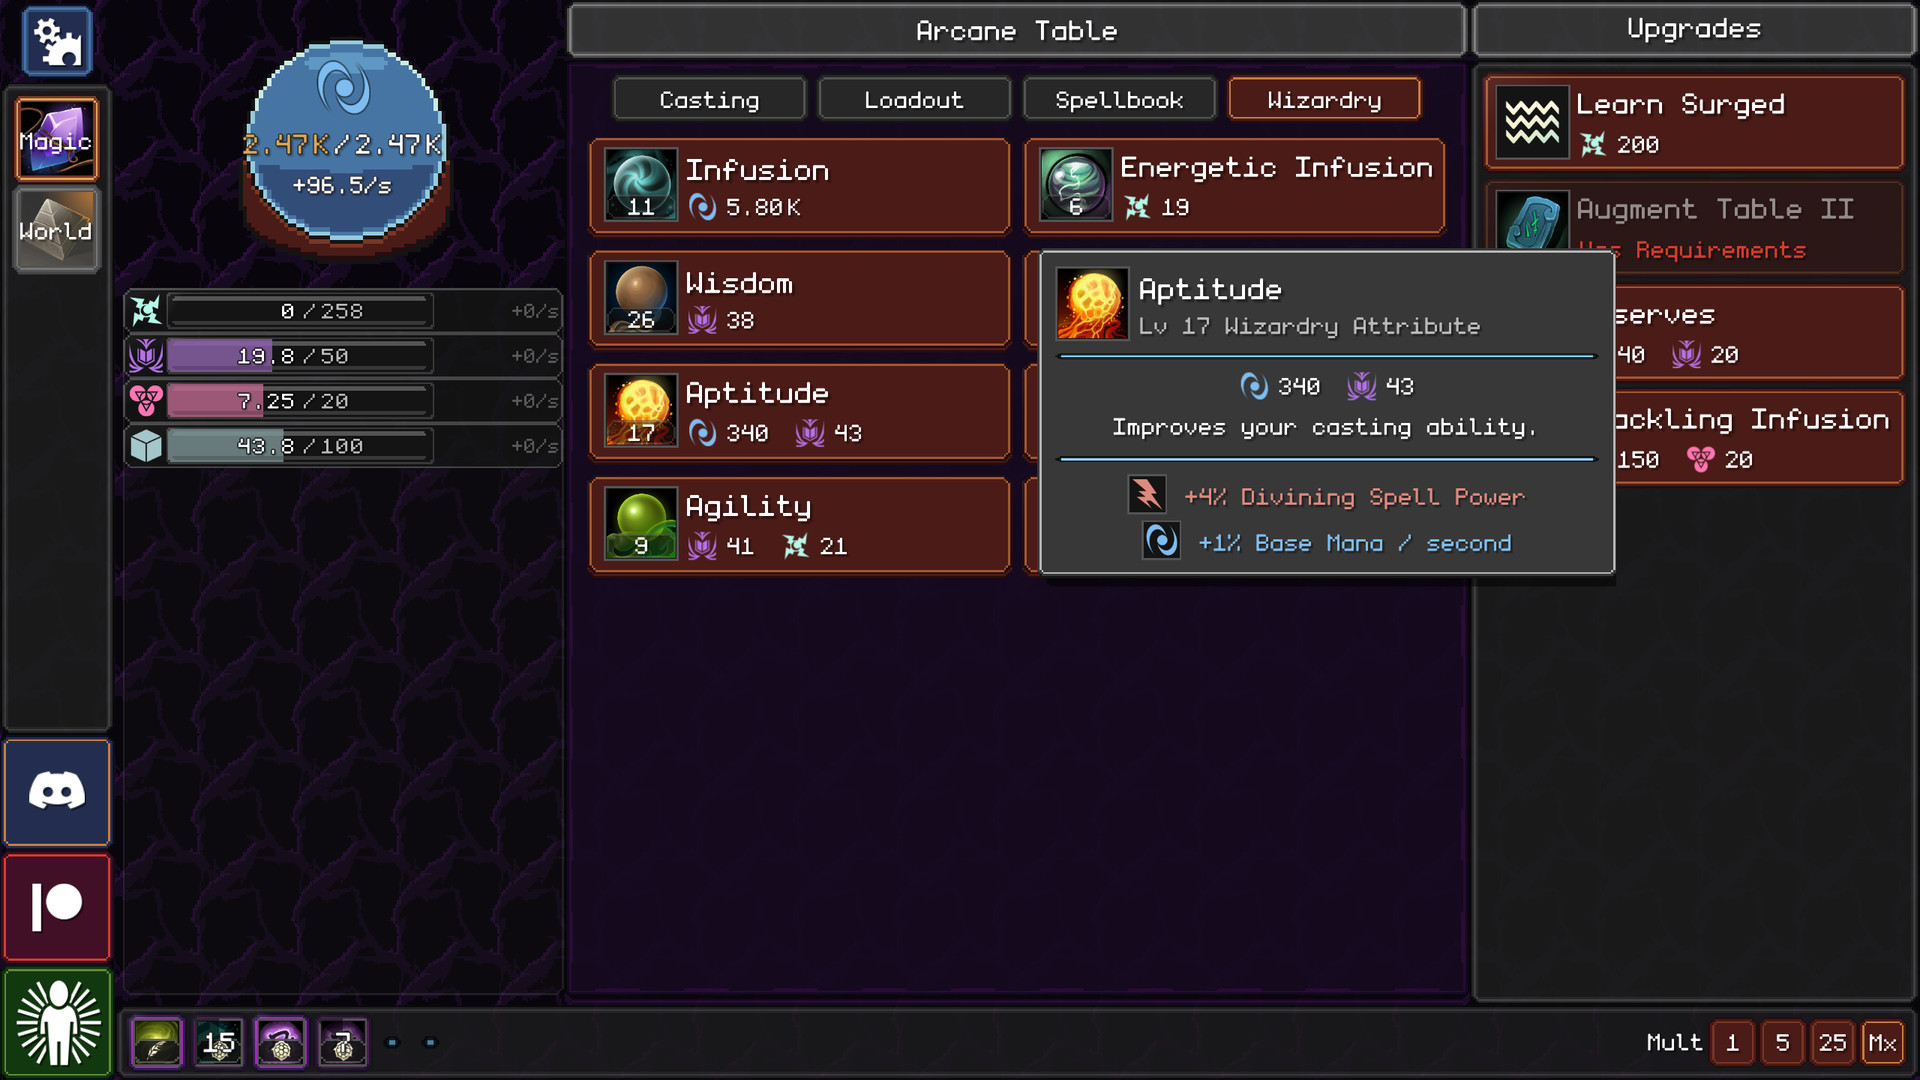 Magic
World
2.47K/2.47K
+96.5/s
0/258 +0/s
19.8/50 +0/s
7.25/20 +0/s
43.8/100 +0/s
Arcane Table
Casting Loadout Spellbook Wizardry
Infusion
11 5.80K
Energetic Infusion
6 19
Wisdom
26 38
Aptitude
17 340 43
Agility
9 41 21
Aptitude
Lv 17 Wizardry Attribute
340 43
Improves your casting ability.
+4% Divining Spell Power
+1% Base Mana / second
Upgrades
Learn Surged
200
Augment Table II
Requirements
serves
40 20
ackling Infusion
150 20
15
7
Mult 1 5 25 Mx